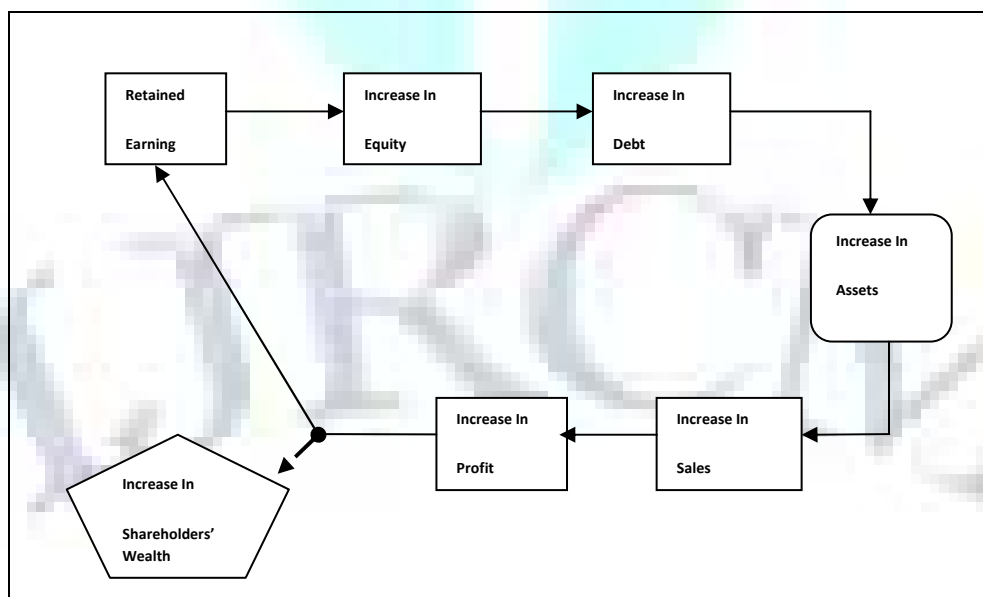 Retained
Earning
Increase In
Equity
Increase In
Debt
Increase In
Assets
Increase In
Sales
Increase In
Profit
Increase In
Shareholders’
Wealth